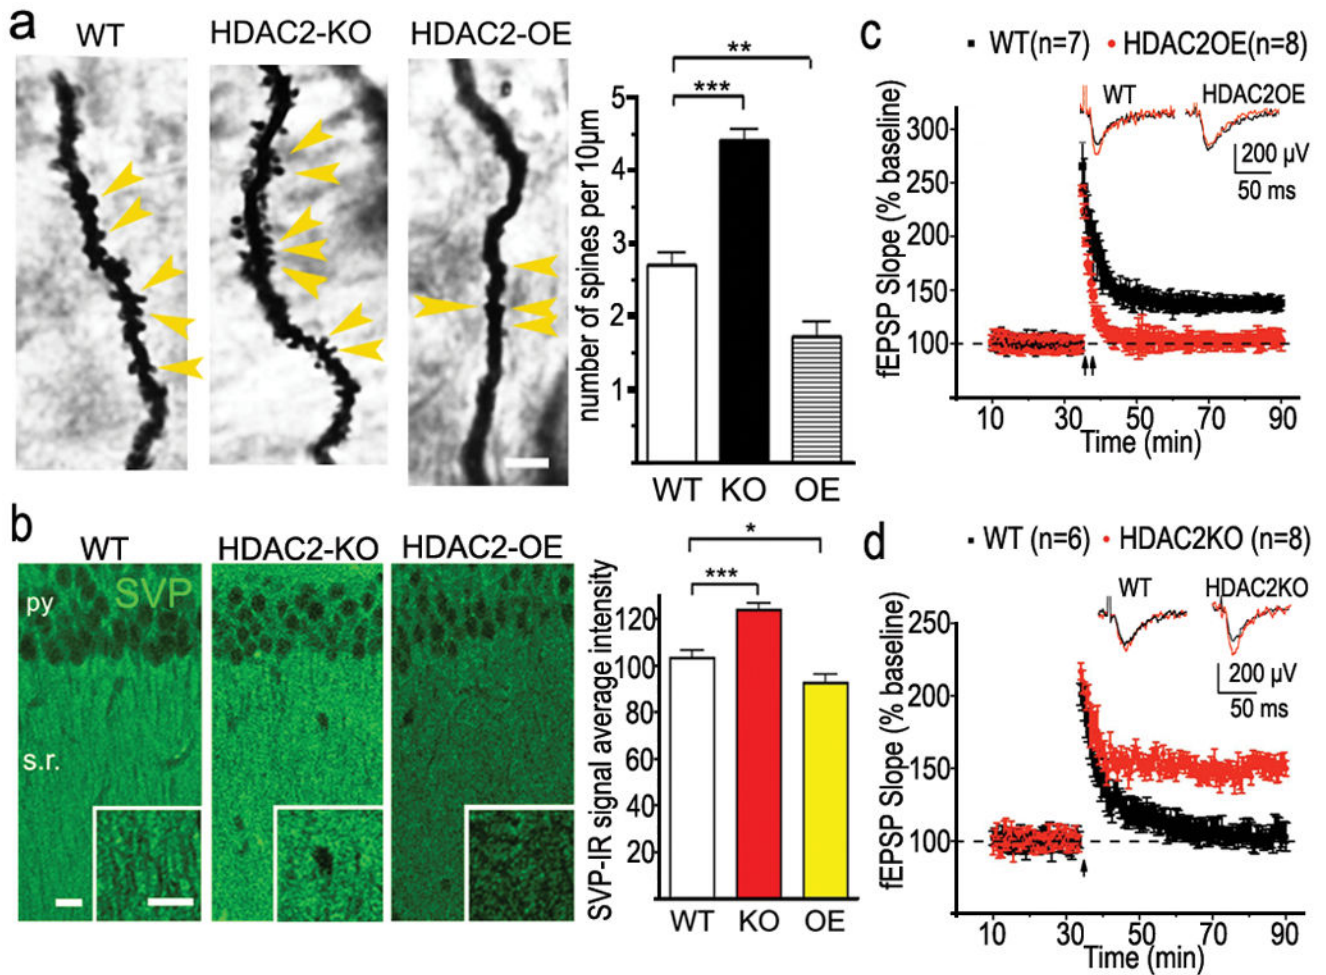 a
WT
HDAC2-KO
HDAC2-OE
**
***
number of spines per 10µm
5
4
3
2
1
WT
KO
OE
b
WT
HDAC2-KO
HDAC2-OE
SVP
py
s.r.
*
***
SVP-IR signal average intensity
120
100
80
60
40
20
WT
KO
OE
c
WT(n=7)
HDAC2OE(n=8)
WT
HDAC2OE
200 µV
50 ms
fEPSP Slope (% baseline)
300
250
200
150
100
10 30 50 70 90
Time (min)
d
WT (n=6)
HDAC2KO (n=8)
WT
HDAC2KO
200 µV
50 ms
fEPSP Slope (% baseline)
250
200
150
100
10 30 50 70 90
Time (min)